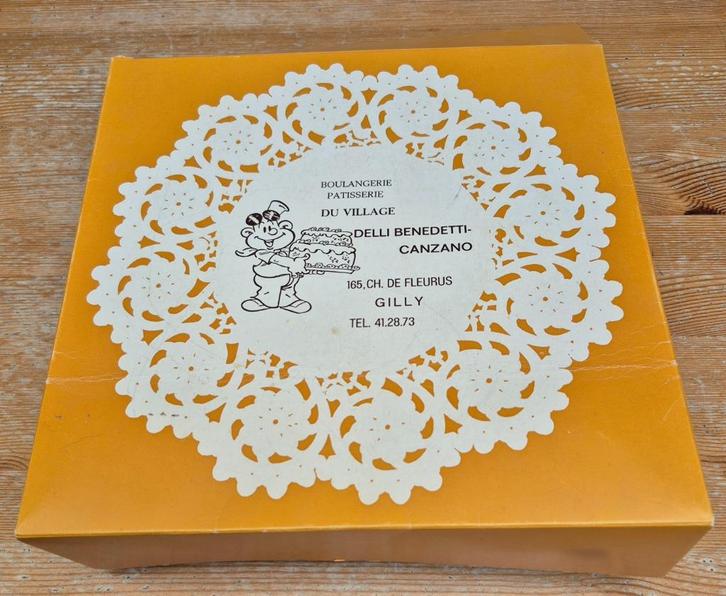 BOULANGERIE
PATISSERIE
DU VILLAGE
DELLI BENEDETTI-
CANZANO
165,CH. DE FLEURUS
GILLY
TEL. 41.28.73